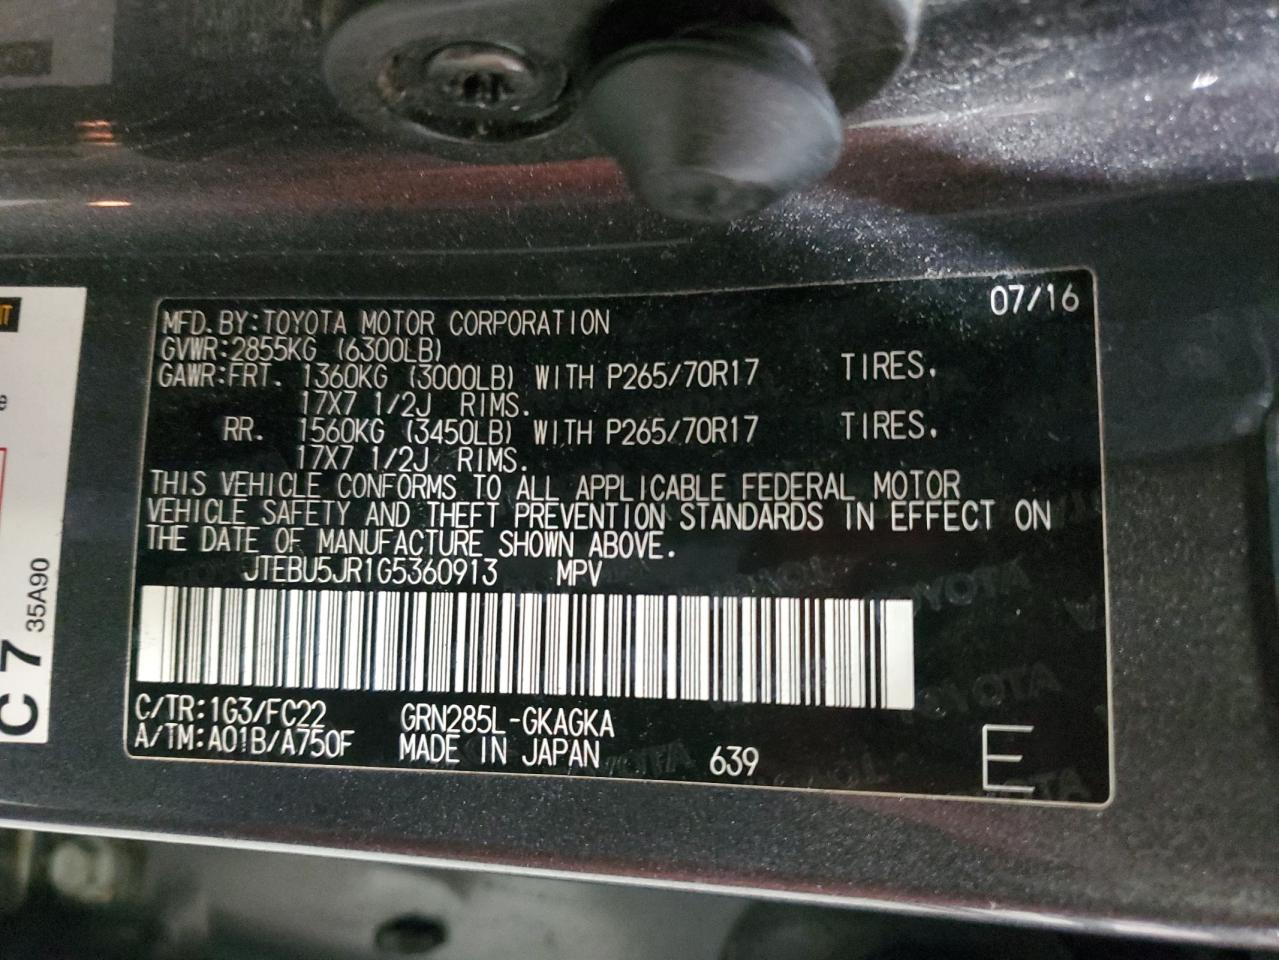 07/16
MFD.BY:TOYOTA MOTOR CORPORATION
GVWR:2855KG (6300LB)
GAWR:FRT. 1360KG (3000LB) WITH P265/70R17 TIRES.
17X7 1/2J RIMS.
RR. 1560KG (3450LB) WITH P265/70R17 TIRES.
17X7 1/2J RIMS.
THIS VEHICLE CONFORMS TO ALL APPLICABLE FEDERAL MOTOR
VEHICLE SAFETY AND THEFT PREVENTION STANDARDS IN EFFECT ON
THE DATE OF MANUFACTURE SHOWN ABOVE.
JTEBU5JR1G5360913 MPV
C/TR:1G3/FC22 GRN285L-GKAGKA
A/TM:A01B/A750F MADE IN JAPAN 639 E
C 7 35A90